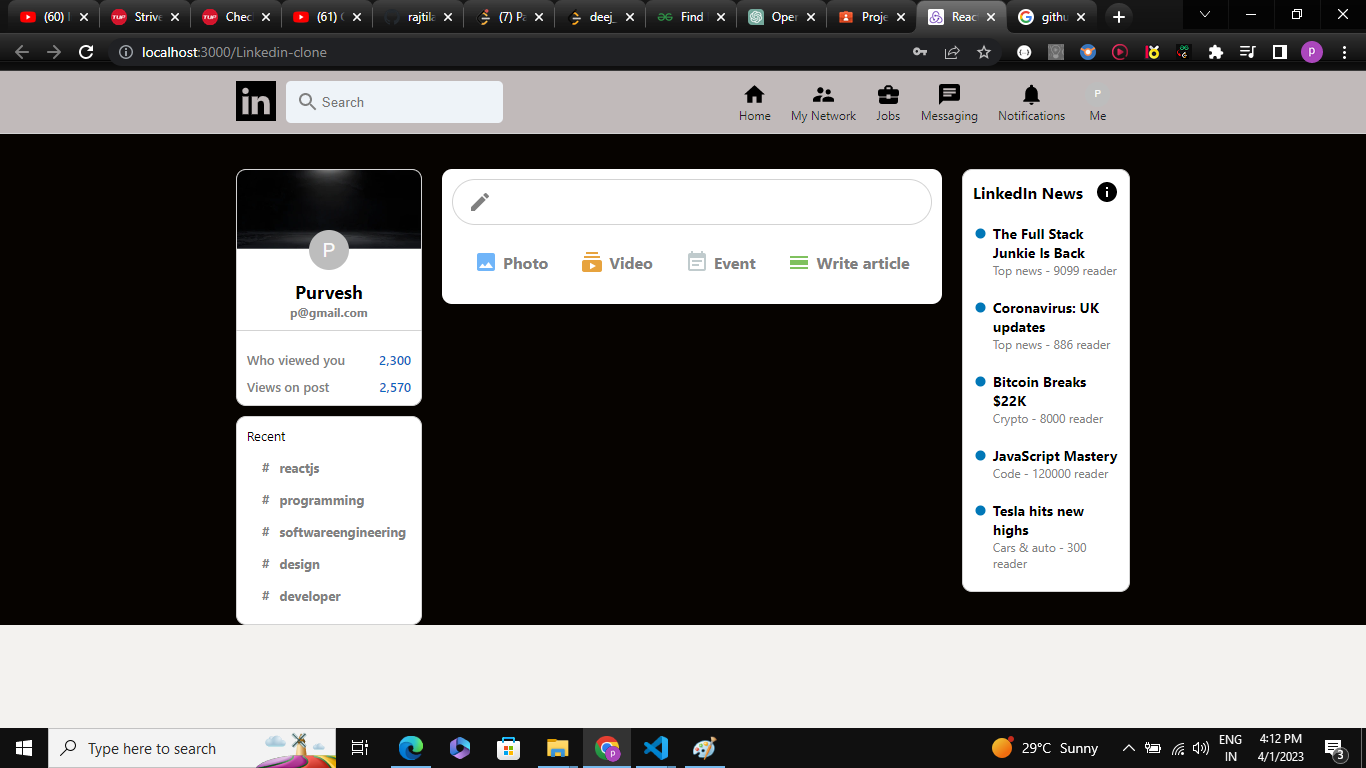 (60)
Strive
Chec
(61)
rajtila
(7) Pa
deej_
Find
Oper
Proje
Reac
githu
localhost:3000/Linkedin-clone
P
in
Search
P
Home
My Network
Jobs
Messaging
Notifications
Me
P
Purvesh
p@gmail.com
Who viewed you 2,300
Views on post 2,570
Recent
# reactjs
# programming
# softwareengineering
# design
# developer
Photo
Video
Event
Write article
LinkedIn News
The Full Stack
Junkie Is Back
Top news - 9099 reader
Coronavirus: UK
updates
Top news - 886 reader
Bitcoin Breaks
$22K
Crypto - 8000 reader
JavaScript Mastery
Code - 120000 reader
Tesla hits new
highs
Cars & auto - 300
reader
Type here to search
29°C Sunny
ENG
IN
4:12 PM
4/1/2023
3